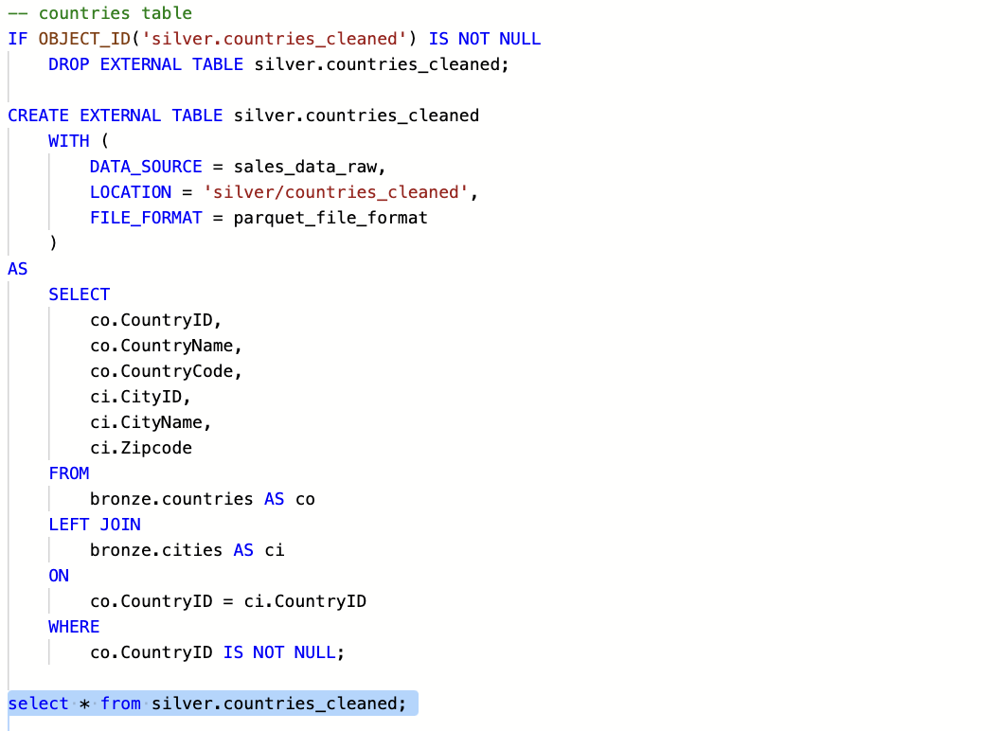 -- countries table
IF OBJECT_ID('silver.countries_cleaned') IS NOT NULL
    DROP EXTERNAL TABLE silver.countries_cleaned;

CREATE EXTERNAL TABLE silver.countries_cleaned
    WITH (
        DATA_SOURCE = sales_data_raw,
        LOCATION = 'silver/countries_cleaned',
        FILE_FORMAT = parquet_file_format
    )
AS
    SELECT
        co.CountryID,
        co.CountryName,
        co.CountryCode,
        ci.CityID,
        ci.CityName,
        ci.Zipcode
    FROM
        bronze.countries AS co
    LEFT JOIN
        bronze.cities AS ci
    ON
        co.CountryID = ci.CountryID
    WHERE
        co.CountryID IS NOT NULL;

select * from silver.countries_cleaned;